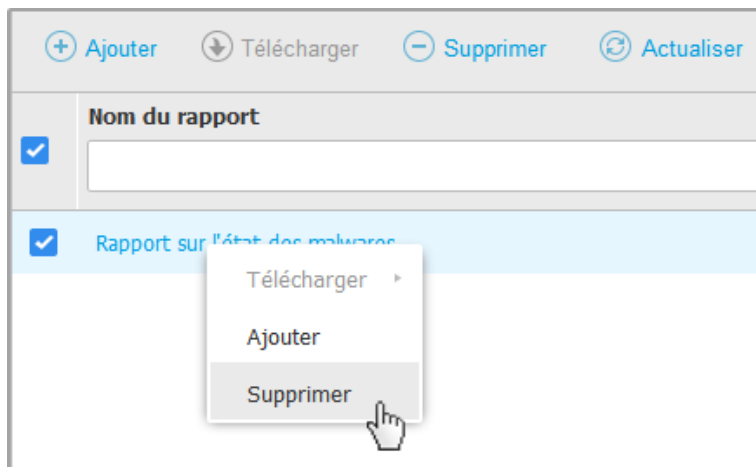 Ajouter Télécharger Supprimer Actualiser
Nom du rapport
Rapport sur l'état des malwares
Télécharger
Ajouter
Supprimer